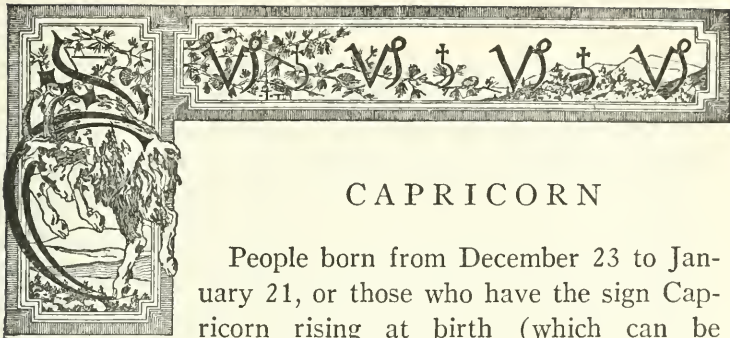 ♑ ♄ ♑ ♄ ♑ ♄ ♑
CAPRICORN
People born from December 23 to Jan-
uary 21, or those who have the sign Cap-
ricorn rising at birth (which can be